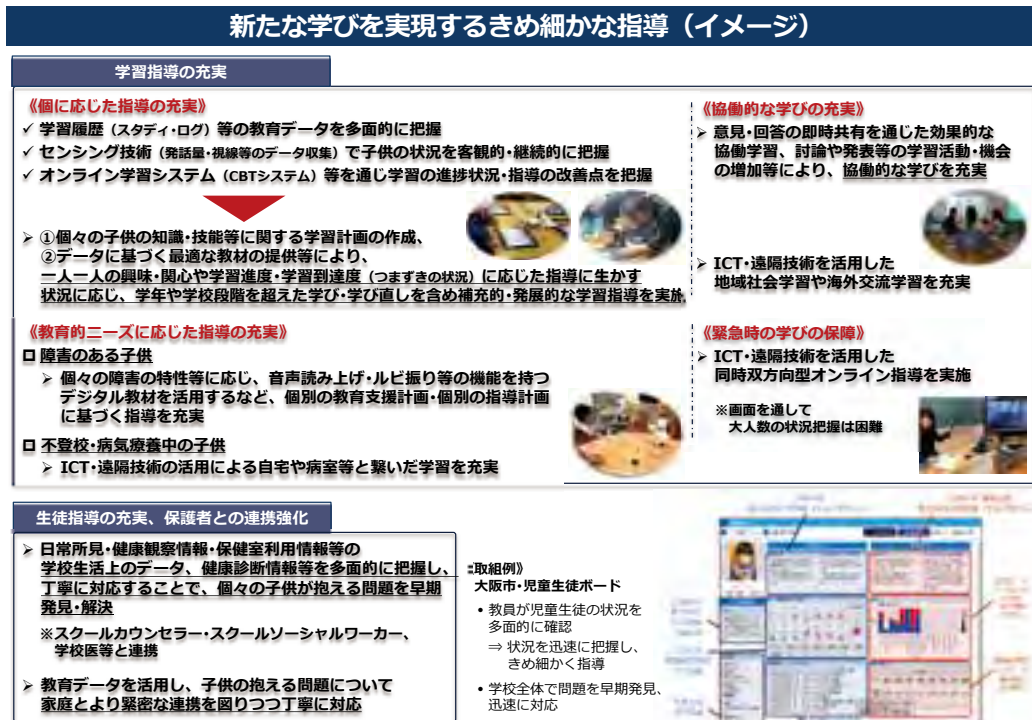 新たな学びを実現するきめ細かな指導（イメージ）
学習指導の充実
《個に応じた指導の充実》
✓ 学習履歴（スタディ・ログ）等の教育データを多面的に把握
✓ センシング技術（発話量・視線等のデータ収集）で子供の状況を客観的・継続的に把握
✓ オンライン学習システム（CBTシステム）等を通じ学習の進捗状況・指導の改善点を把握
➢ ①個々の子供の知識・技能等に関する学習計画の作成、
②データに基づく最適な教材の提供等により、
一人一人の興味・関心や学習進度・学習到達度（つまずきの状況）に応じた指導に生かす
状況に応じ、学年や学校段階を超えた学び・学び直しを含め補充的・発展的な学習指導を実施
《協働的な学びの充実》
➢ 意見・回答の即時共有を通じた効果的な
協働学習、討論や発表等の学習活動・機会
の増加等により、協働的な学びを充実
➢ ICT・遠隔技術を活用した
地域社会学習や海外交流学習を充実
《教育的ニーズに応じた指導の充実》
□ 障害のある子供
➢ 個々の障害の特性等に応じ、音声読み上げ・ルビ振り等の機能を持つ
デジタル教材を活用するなど、個別の教育支援計画・個別の指導計画
に基づく指導を充実
□ 不登校・病気療養中の子供
➢ ICT・遠隔技術の活用による自宅や病室等と繋いだ学習を充実
《緊急時の学びの保障》
➢ ICT・遠隔技術を活用した
同時双方向型オンライン指導を実施
※画面を通して
大人数の状況把握は困難
生徒指導の充実、保護者との連携強化
➢ 日常所見・健康観察情報・保健室利用情報等の
学校生活上のデータ、健康診断情報等を多面的に把握し、
丁寧に対応することで、個々の子供が抱える問題を早期
発見・解決
※スクールカウンセラー・スクールソーシャルワーカー、
学校医等と連携
➢ 教育データを活用し、子供の抱える問題について
家庭とより緊密な連携を図りつつ丁寧に対応
取組例》
大阪市・児童生徒ボード
• 教員が児童生徒の状況を
多面的に確認
⇒ 状況を迅速に把握し、
きめ細かく指導
• 学校全体で問題を早期発見、
迅速に対応